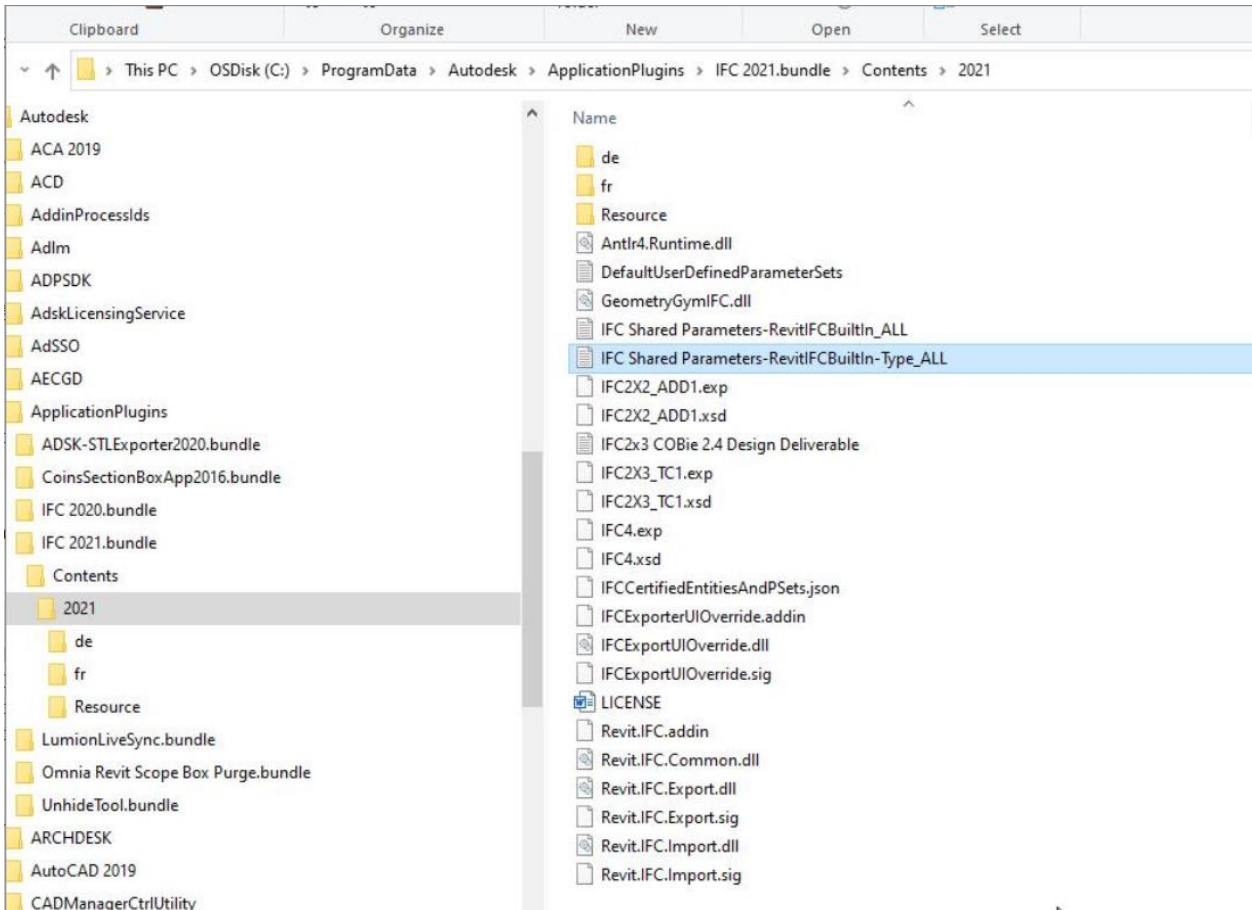 Clipboard Organize New Open Select
This PC > OSDisk (C:) > ProgramData > Autodesk > ApplicationPlugins > IFC 2021.bundle > Contents > 2021
Autodesk
ACA 2019
ACD
AddinProcessIds
Adlm
ADPSDK
AdskLicensingService
AdSSO
AECGD
ApplicationPlugins
ADSK-STLExporter2020.bundle
CoinsSectionBoxApp2016.bundle
IFC 2020.bundle
IFC 2021.bundle
Contents
2021
de
fr
Resource
LumionLiveSync.bundle
Omnia Revit Scope Box Purge.bundle
UnhideTool.bundle
ARCHDESK
AutoCAD 2019
CADManagerCtrlUtility
Name
de
fr
Resource
Antlr4.Runtime.dll
DefaultUserDefinedParameterSets
GeometryGymIFC.dll
IFC Shared Parameters-RevitIFCBuiltIn_ALL
IFC Shared Parameters-RevitIFCBuiltIn-Type_ALL
IFC2X2_ADD1.exp
IFC2X2_ADD1.xsd
IFC2x3 COBie 2.4 Design Deliverable
IFC2X3_TC1.exp
IFC2X3_TC1.xsd
IFC4.exp
IFC4.xsd
IFCCertifiedEntitiesAndPSets.json
IFCExporterUIOverride.addin
IFCExportUIOverride.dll
IFCExportUIOverride.sig
LICENSE
Revit.IFC.addin
Revit.IFC.Common.dll
Revit.IFC.Export.dll
Revit.IFC.Export.sig
Revit.IFC.Import.dll
Revit.IFC.Import.sig